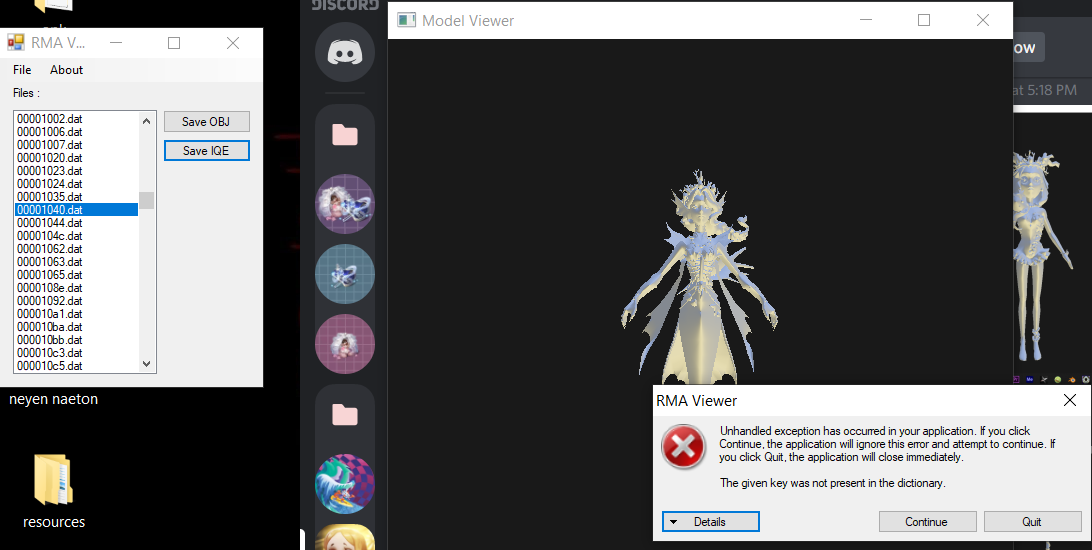 DISCORD
RMA V...
File About
Files :
00001002.dat
00001006.dat
00001007.dat
00001020.dat
00001023.dat
00001024.dat
00001035.dat
00001040.dat
00001044.dat
0000104c.dat
00001062.dat
00001063.dat
00001065.dat
0000108e.dat
00001092.dat
000010a1.dat
000010ba.dat
000010bb.dat
000010c3.dat
000010c5.dat
Save OBJ
Save IQE
neyen naeton
resources
Model Viewer
ow
at 5:18 PM
RMA Viewer
Unhandled exception has occurred in your application. If you click
Continue, the application will ignore this error and attempt to continue. If
you click Quit, the application will close immediately.
The given key was not present in the dictionary.
Details
Continue
Quit